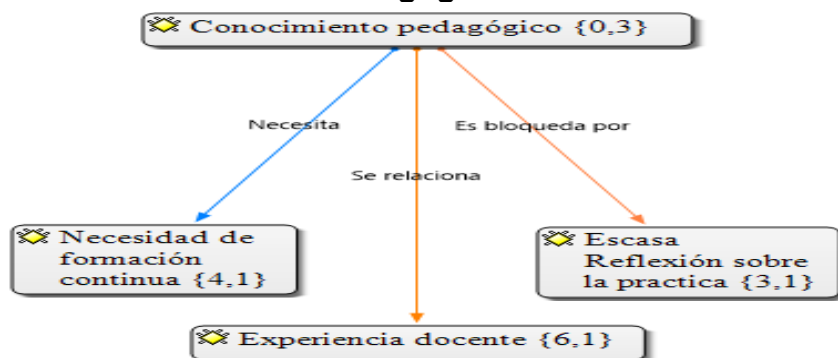 Conocimiento pedagógico {0,3}
Necesita
Es bloqueda por
Se relaciona
Necesidad de
formación
continua {4,1}
Escasa
Reflexión sobre
la practica {3,1}
Experiencia docente {6,1}